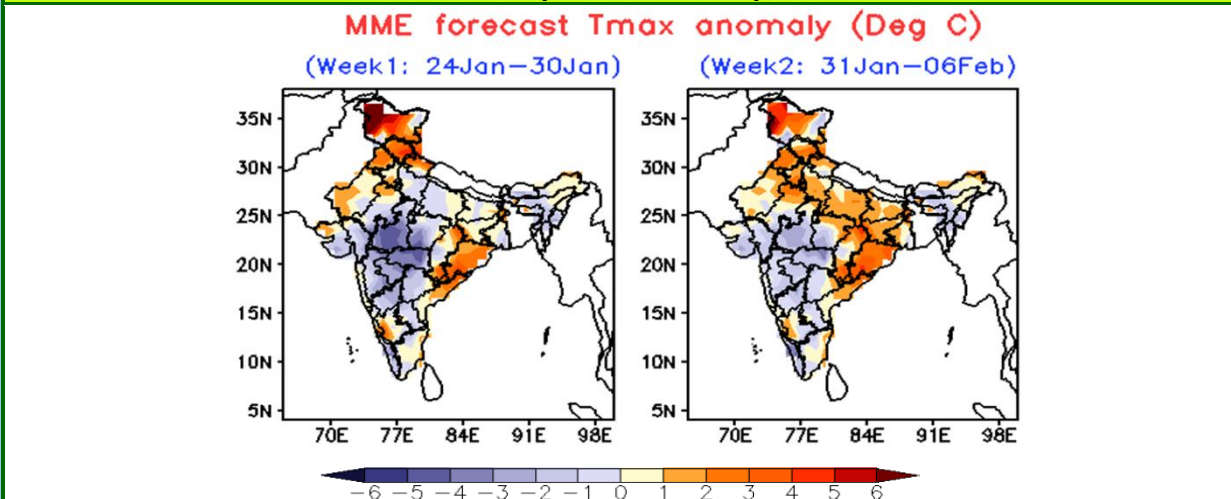 MME forecast Tmax anomaly (Deg C)
(Week1: 24Jan–30Jan) (Week2: 31Jan–06Feb)
35N 35N
30N 30N
25N 25N
20N 20N
15N 15N
10N 10N
5N 5N
70E 77E 84E 91E 98E 70E 77E 84E 91E 98E
−6 −5 −4 −3 −2 −1 0 1 2 3 4 5 6